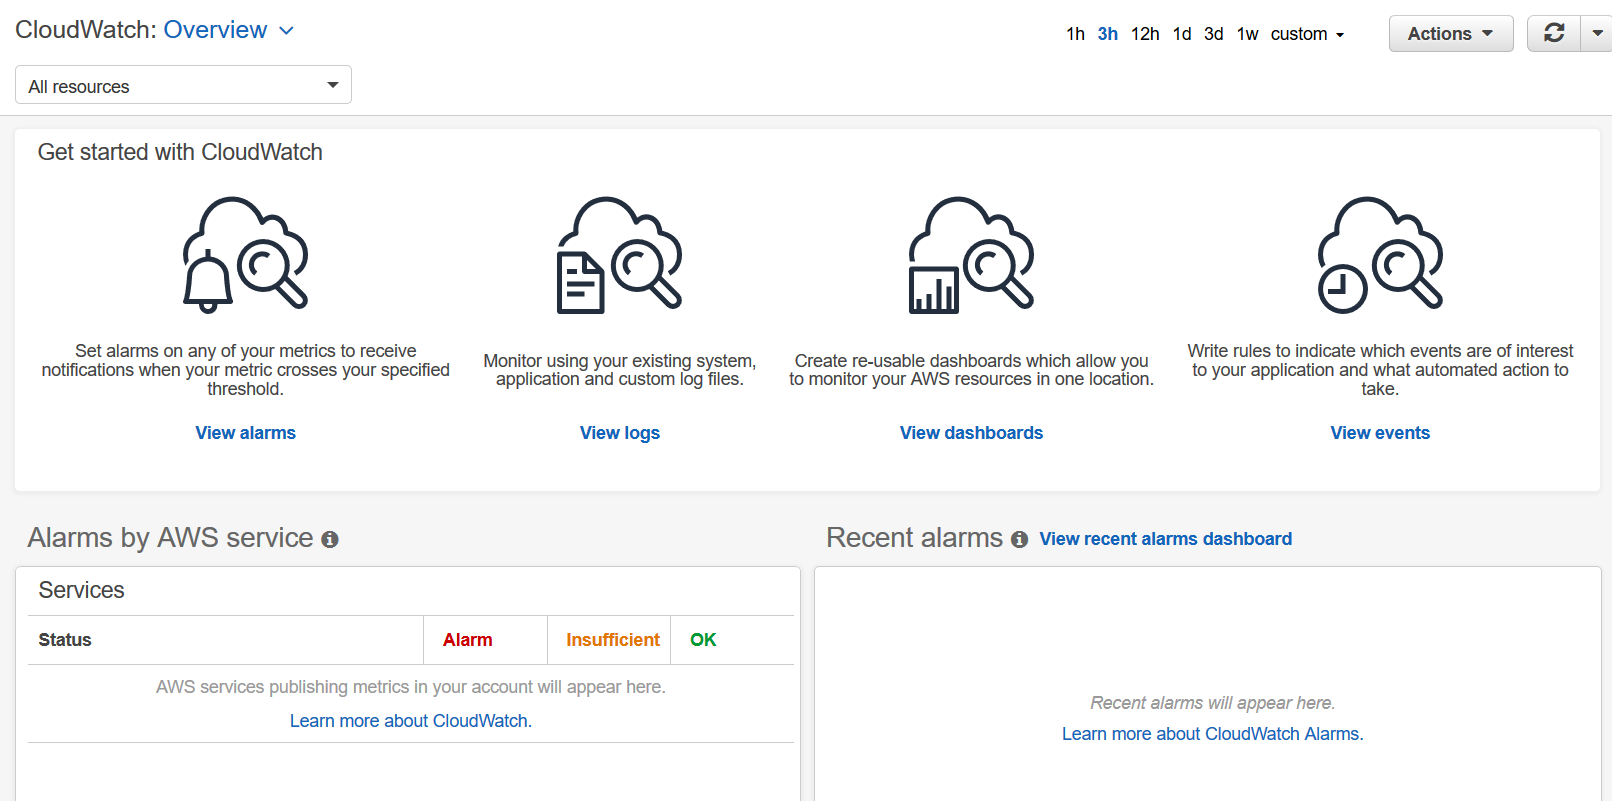 CloudWatch: Overview
1h 3h 12h 1d 3d 1w custom
Actions
All resources
Get started with CloudWatch
Set alarms on any of your metrics to receive
notifications when your metric crosses your specified
threshold.
View alarms
Monitor using your existing system,
application and custom log files.
View logs
Create re-usable dashboards which allow you
to monitor your AWS resources in one location.
View dashboards
Write rules to indicate which events are of interest
to your application and what automated action to
take.
View events
Alarms by AWS service
Services
Status Alarm Insufficient OK
AWS services publishing metrics in your account will appear here.
Learn more about CloudWatch.
Recent alarms View recent alarms dashboard
Recent alarms will appear here.
Learn more about CloudWatch Alarms.